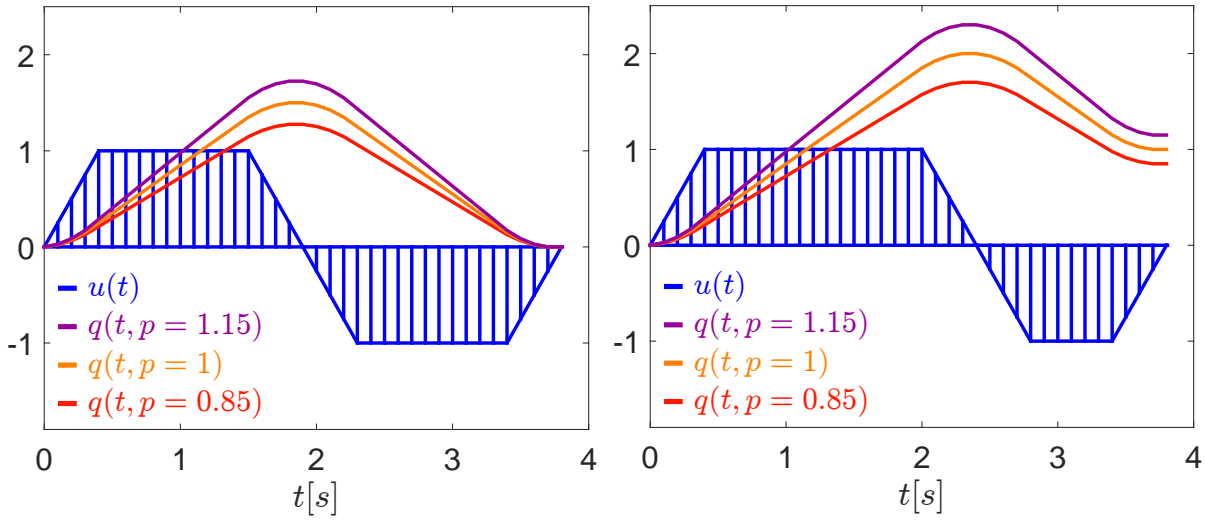 2
1
0
-1
u(t)
q(t, p = 1.15)
q(t, p = 1)
q(t, p = 0.85)
0 1 2 3 4
t[s]
2
1
0
-1
u(t)
q(t, p = 1.15)
q(t, p = 1)
q(t, p = 0.85)
0 1 2 3 4
t[s]